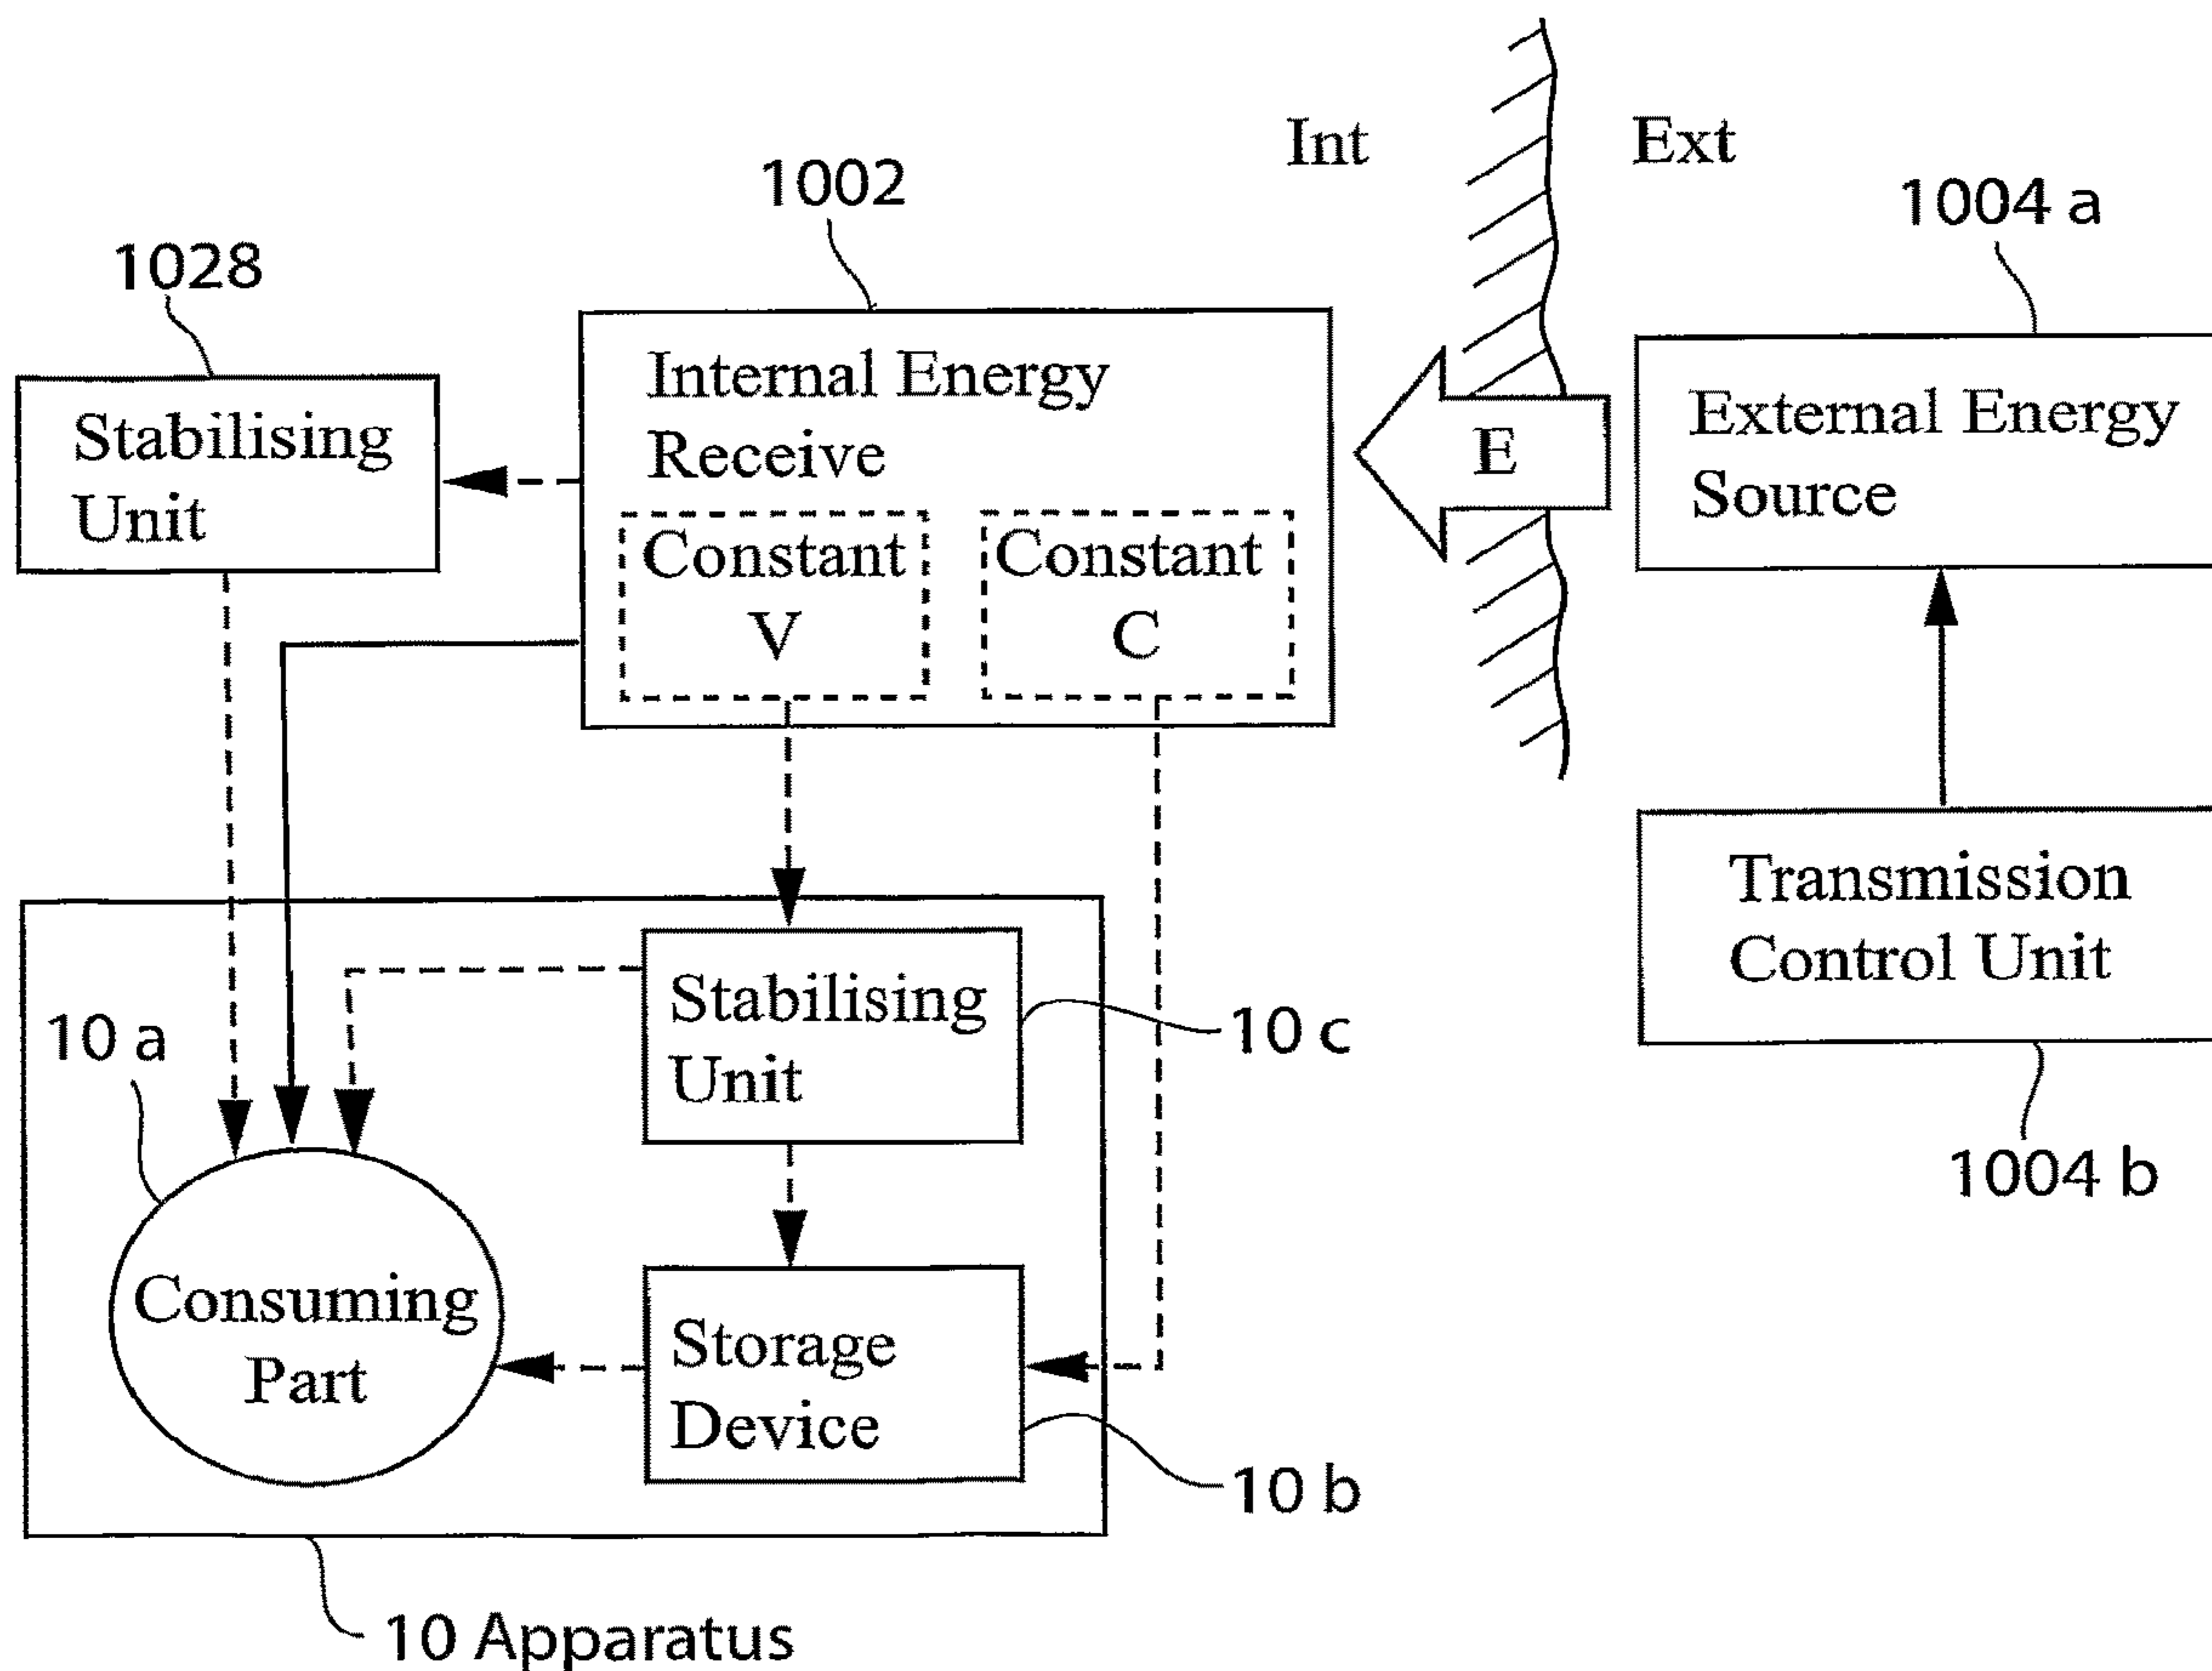 Int
Ext
1002
1004 a
1028
Internal Energy
Receive
Stabilising
Unit
E
External Energy
Source
Constant
V
Constant
C
Transmission
Control Unit
Stabilising
Unit
10 a
10 c
1004 b
Consuming
Part
Storage
Device
10 b
10 Apparatus